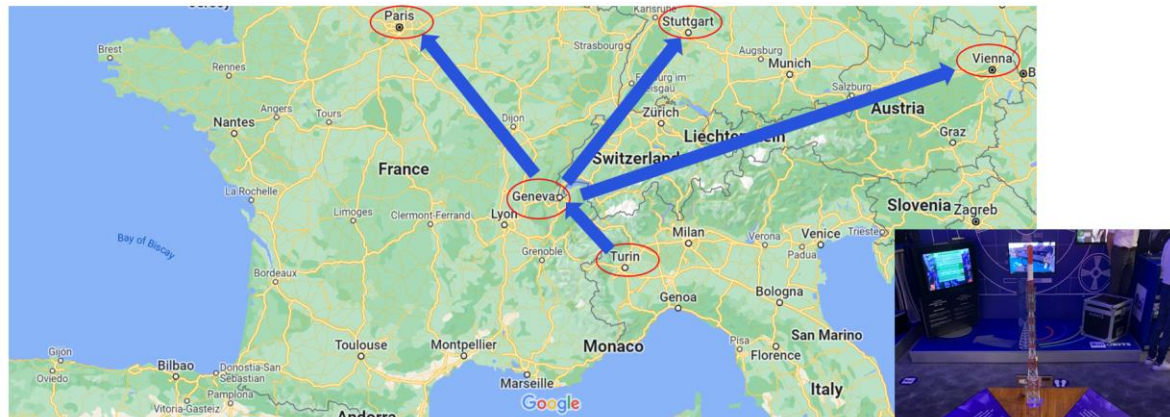 Paris
Karlsruhe
Stuttgart
Brest
Strasbourg
Augsburg
Vienna
Rennes
Munich
Salzburg
Angers
Tours
Dijon
Zürich
Austria
Nantes
Liechtenstein
Graz
Switzerland
France
Geneva
La Rochelle
Slovenia
Limoges
Clermont-Ferrand
Lyon
Zagreb
Bay of Biscay
Milan
Verona
Venice
Trieste
Grenoble
Turin
Padua
Bordeaux
Genoa
Bologna
San Marino
Gijón
Toulouse
Montpellier
Monaco
Pisa
Florence
Oviedo
Bilbao
Donostia-San
Sebastian
Marseille
Italy
Pamplona
Vitoria-Gasteiz
Google